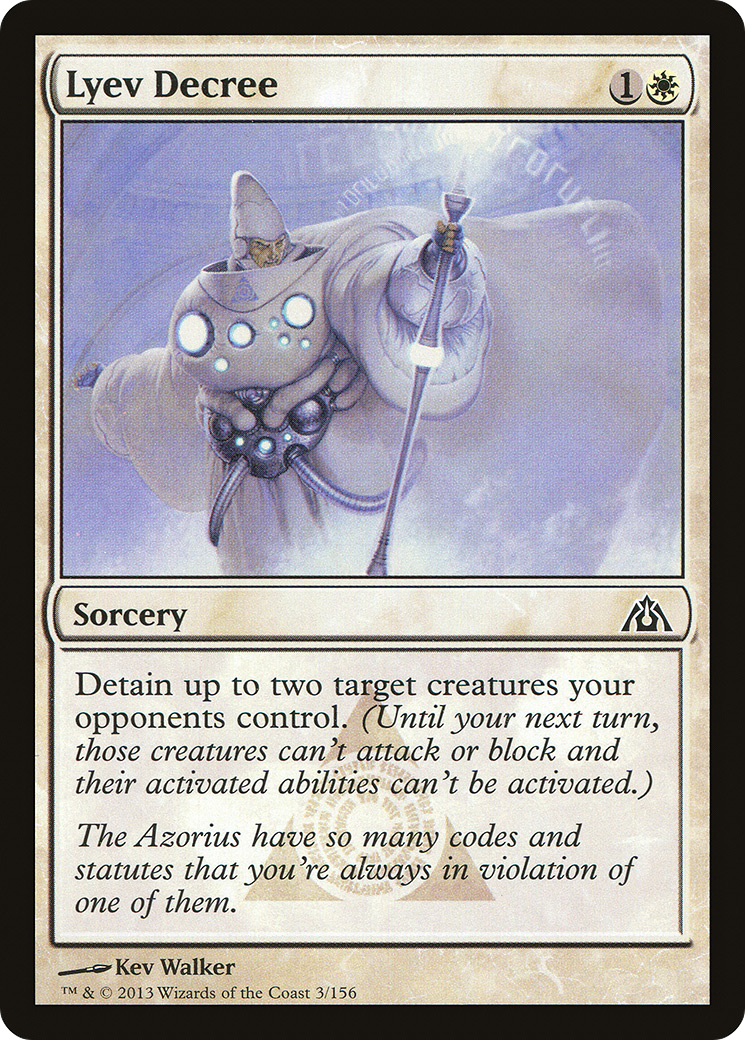 Lyev Decree
1
Sorcery
Detain up to two target creatures your
opponents control. (Until your next turn,
those creatures can't attack or block and
their activated abilities can't be activated.)
The Azorius have so many codes and
statutes that you're always in violation of
one of them.
Kev Walker
™ & © 2013 Wizards of the Coast 3/156